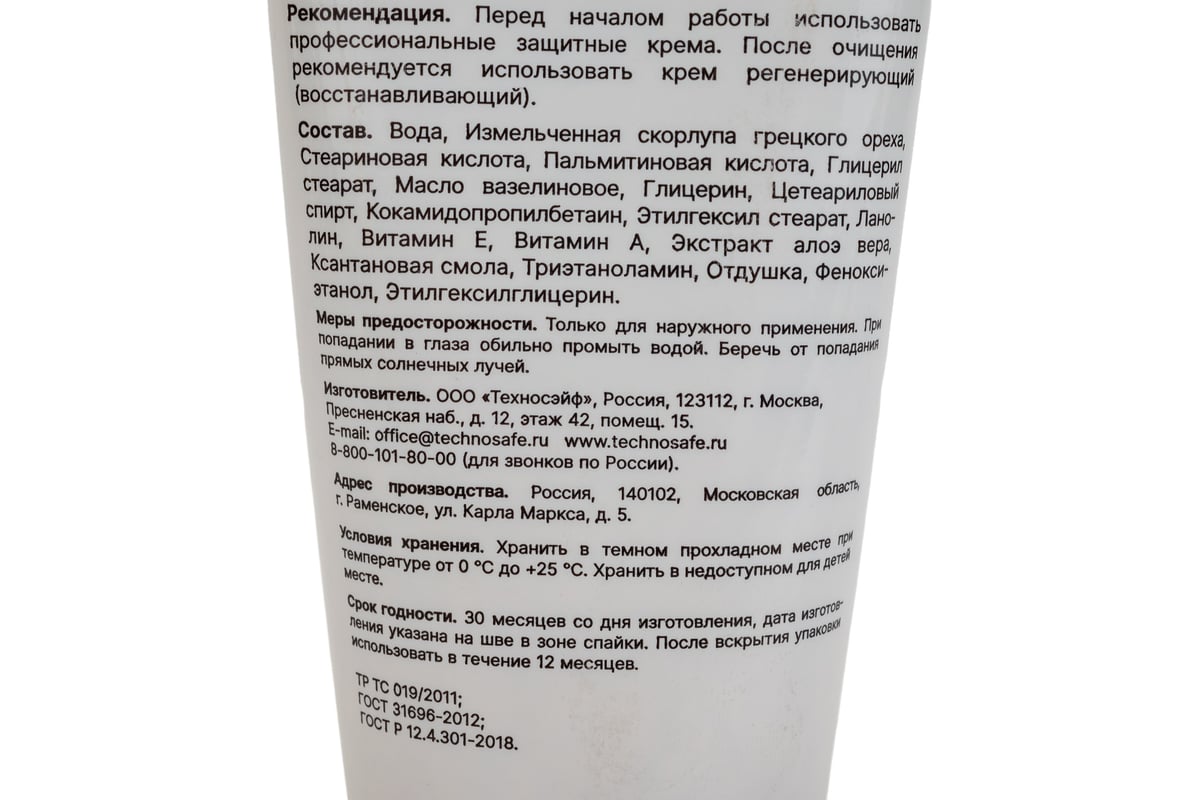 Рекомендация. Перед началом работы использовать
профессиональные защитные крема. После очищения
рекомендуется использовать крем регенерирующий
(восстанавливающий).
Состав. Вода, Измельченная скорлупа грецкого ореха,
Стеариновая кислота, Пальмитиновая кислота, Глицерил
стеарат, Масло вазелиновое, Глицерин, Цетеариловый
спирт, Кокамидопропилбетаин, Этилгексил стеарат, Лано-
лин, Витамин Е, Витамин А, Экстракт алоэ вера,
Ксантановая смола, Триэтаноламин, Отдушка, Фенокси-
этанол, Этилгексилглицерин.
Меры предосторожности. Только для наружного применения. При
попадании в глаза обильно промыть водой. Беречь от попадания
прямых солнечных лучей.
Изготовитель. ООО «Техносэйф», Россия, 123112, г. Москва,
Пресненская наб., д. 12, этаж 42, помещ. 15.
E-mail: office@technosafe.ru www.technosafe.ru
8-800-101-80-00 (для звонков по России).
Адрес производства. Россия, 140102, Московская область,
г. Раменское, ул. Карла Маркса, д. 5.
Условия хранения. Хранить в темном прохладном месте при
температуре от 0 °С до +25 °С. Хранить в недоступном для детей
месте.
Срок годности. 30 месяцев со дня изготовления, дата изготов-
ления указана на шве в зоне спайки. После вскрытия упаковки
использовать в течение 12 месяцев.
ТР ТС 019/2011;
ГОСТ 31696-2012;
ГОСТ Р 12.4.301-2018.